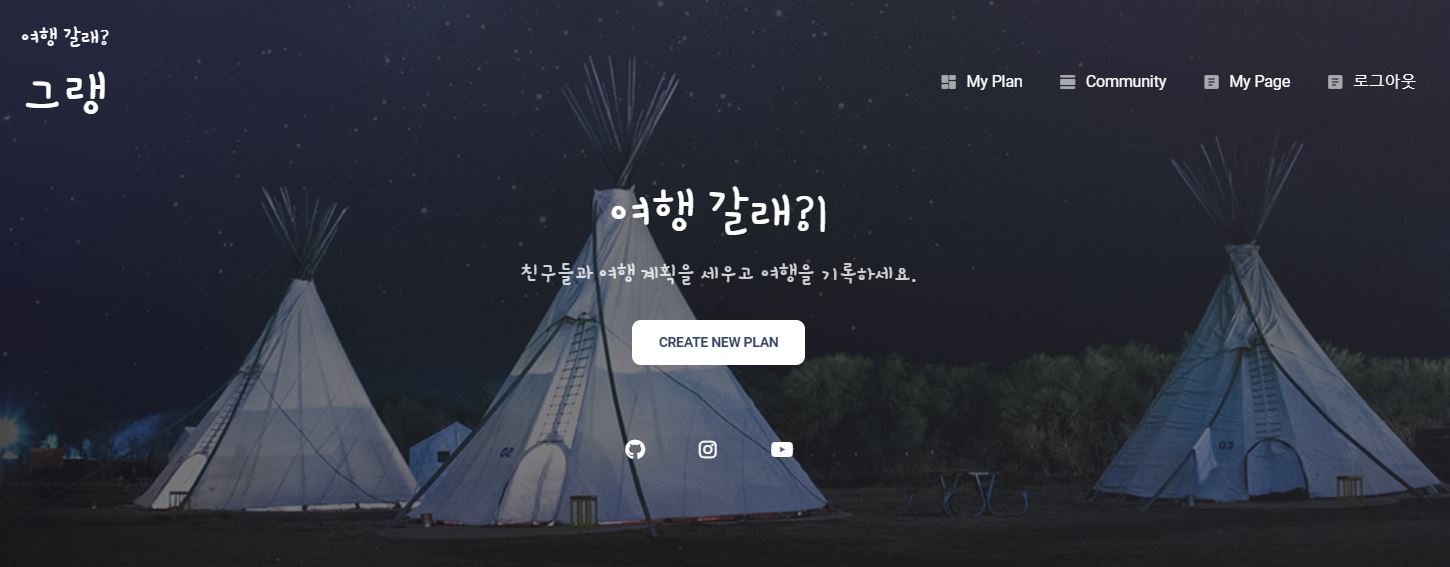 여행 갈래?
그랭
My Plan
Community
My Page
로그아웃
여행 갈래?|
친구들과 여행 계획을 세우고 여행을 기록하세요.
CREATE NEW PLAN
02
03